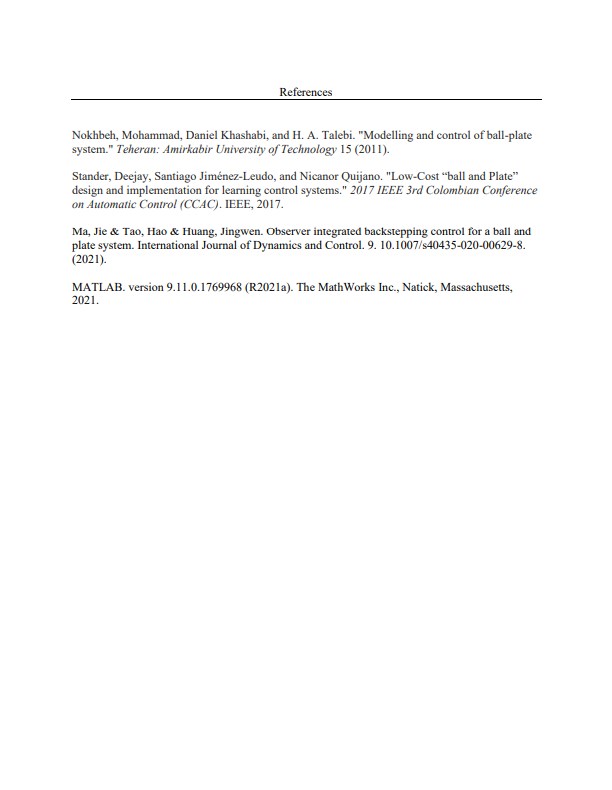 References
Nokhbeh, Mohammad, Daniel Khashabi, and H. A. Talebi. "Modelling and control of ball-plate
system." Teheran: Amirkabir University of Technology 15 (2011).
Stander, Deejay, Santiago Jiménez-Leudo, and Nicanor Quijano. "Low-Cost “ball and Plate”
design and implementation for learning control systems." 2017 IEEE 3rd Colombian Conference
on Automatic Control (CCAC). IEEE, 2017.
Ma, Jie & Tao, Hao & Huang, Jingwen. Observer integrated backstepping control for a ball and
plate system. International Journal of Dynamics and Control. 9. 10.1007/s40435-020-00629-8.
(2021).
MATLAB. version 9.11.0.1769968 (R2021a). The MathWorks Inc., Natick, Massachusetts,
2021.